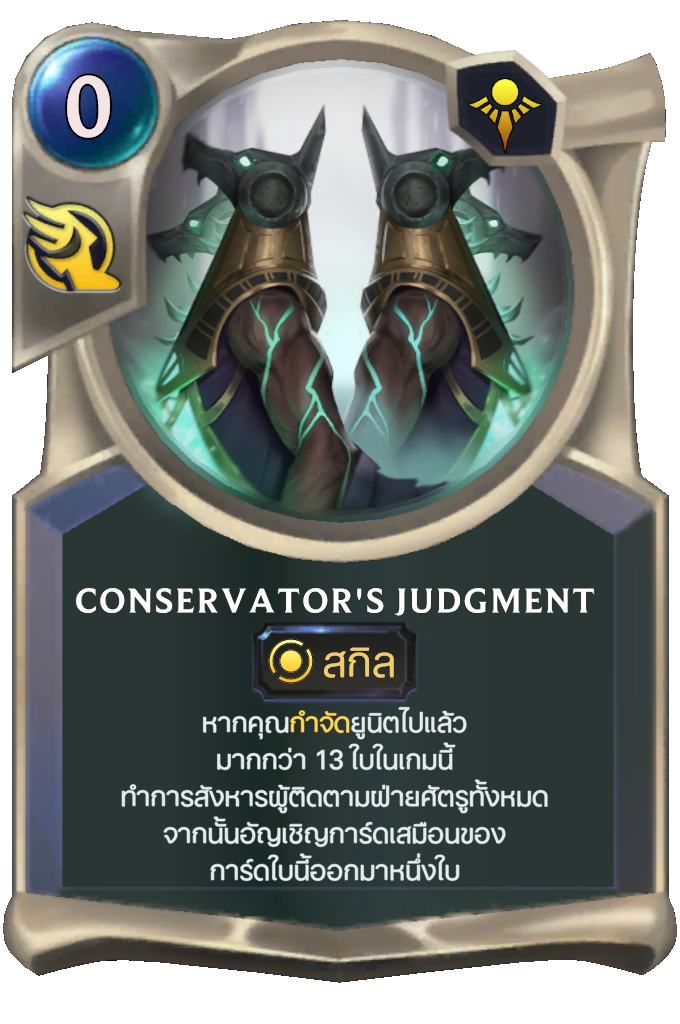 0
CONSERVATOR'S JUDGMENT
สกิล
หากคุณกำจัดยูนิตไปแล้ว
มากกว่า 13 ใบในเกมนี้
ทำการสังหารผู้ติดตามฝ่ายศัตรูทั้งหมด
จากนั้นอัญเชิญการ์ดเสมือนของ
การ์ดใบนี้ออกมาหนึ่งใบ